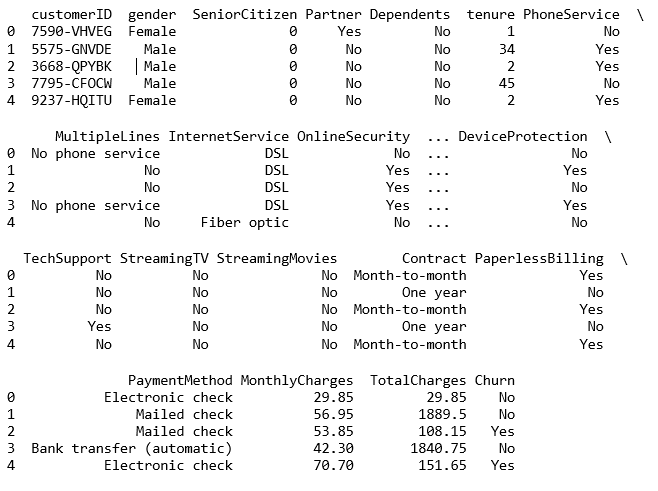 customerID gender SeniorCitizen Partner Dependents tenure PhoneService \
0 7590-VHVEG Female 0 Yes No 1 No
1 5575-GNVDE Male 0 No No 34 Yes
2 3668-QPYBK Male 0 No No 2 Yes
3 7795-CFOCW Male 0 No No 45 No
4 9237-HQITU Female 0 No No 2 Yes
MultipleLines InternetService OnlineSecurity ... DeviceProtection \
0 No phone service DSL No ... No
1 No DSL Yes ... Yes
2 No DSL Yes ... No
3 No phone service DSL Yes ... Yes
4 No Fiber optic No ... No
TechSupport StreamingTV StreamingMovies Contract PaperlessBilling \
0 No No No Month-to-month Yes
1 No No No One year No
2 No No No Month-to-month Yes
3 Yes No No One year No
4 No No No Month-to-month Yes
PaymentMethod MonthlyCharges TotalCharges Churn
0 Electronic check 29.85 29.85 No
1 Mailed check 56.95 1889.5 No
2 Mailed check 53.85 108.15 Yes
3 Bank transfer (automatic) 42.30 1840.75 No
4 Electronic check 70.70 151.65 Yes